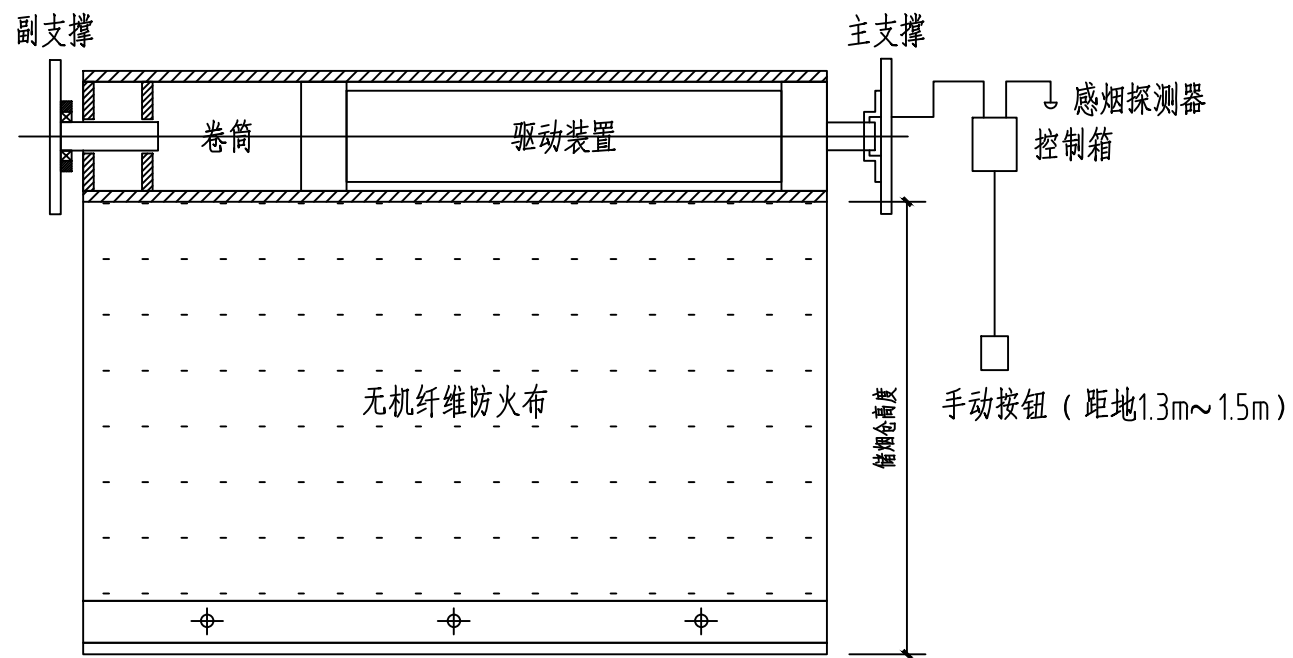 副支撑
主支撑
感烟探测器
控制箱
卷筒
驱动装置
无机纤维防火布
储烟仓高度
手动按钮(距地1.3m~1.5m)